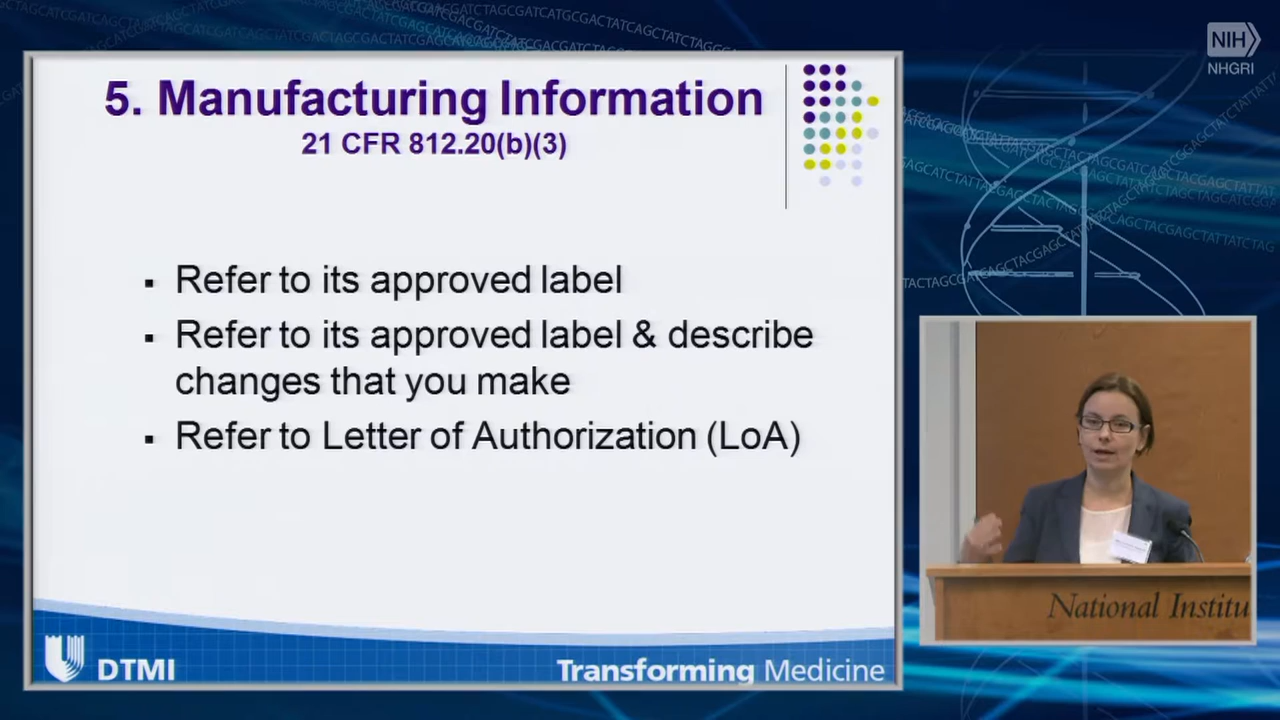 NIH
NHGRI
5. Manufacturing Information
21 CFR 812.20(b)(3)
▪ Refer to its approved label
▪ Refer to its approved label & describe
changes that you make
▪ Refer to Letter of Authorization (LoA)
DTMI
Transforming Medicine
National Institu